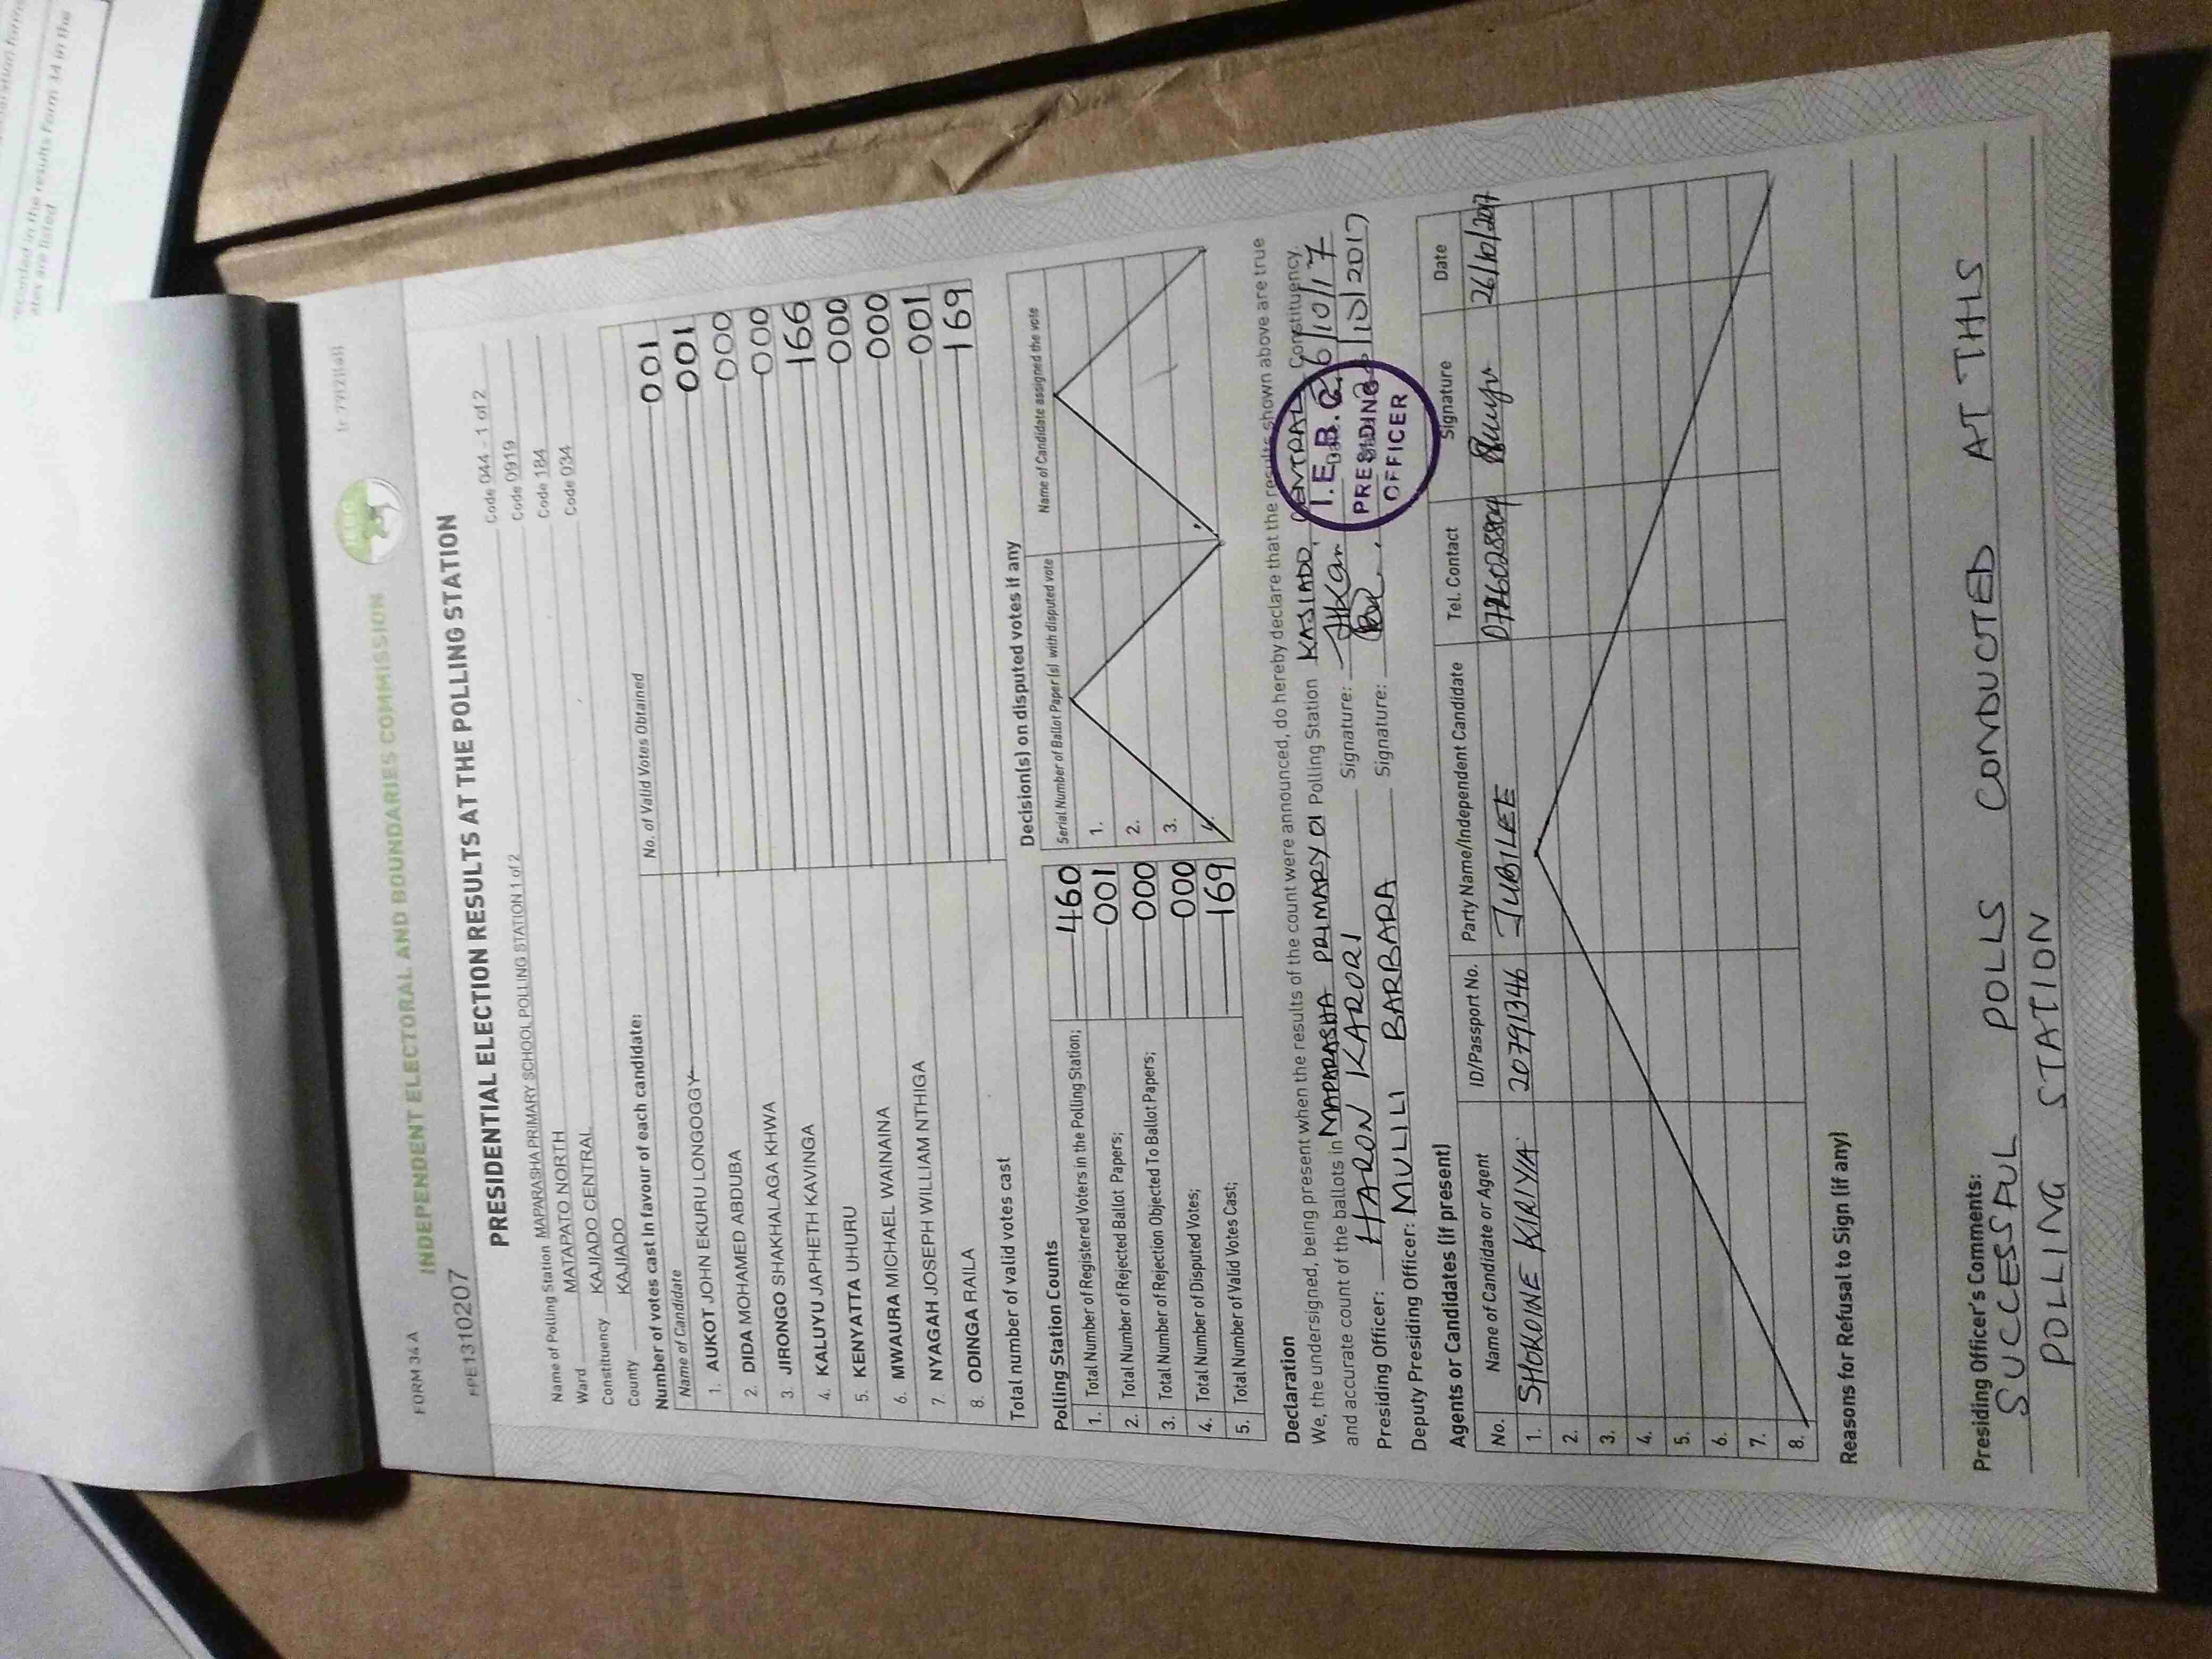 FORM 34 A
INDEPENDENT ELECTORAL AND BOUNDARIES COMMISSION
IEBC
PRESIDENTIAL ELECTION RESULTS AT THE POLLING STATION
Name of Polling Station MAPARASHA PRIMARY SCHOOL POLLING STATION 1 of 2 Code 044 - 1 of 2
Ward MATAPATO NORTH Code 0919
Constituency KAJIADO CENTRAL Code 184
County KAJIADO Code 034
Number of votes cast in favour of each candidate:
Name of Candidate No. of Valid Votes Obtained
1. AUKOT JOHN EKURU LONGOGGY 001
2. DIDA MOHAMED ABDUBA 001
3. JIRONGO SHAKHALAGA KHWA 000
4. KALUYU JAPHETH KAVINGA 000
5. KENYATTA UHURU 166
6. MWAURA MICHAEL WAINAINA 000
7. NYAGAH JOSEPH WILLIAM NTHIGA 000
8. ODINGA RAILA 001
Total number of valid votes cast 169
Polling Station Counts
1. Total Number of Registered Voters in the Polling Station; 460
2. Total Number of Rejected Ballot Papers; 001
3. Total Number of Rejection Objected To Ballot Papers; 000
4. Total Number of Disputed Votes; 000
5. Total Number of Valid Votes Cast; 169
Decision(s) on disputed votes if any
Serial Number of Ballot Paper (s) with disputed vote Name of Candidate assigned the vote
1.
2.
3.
4.
Declaration
We, the undersigned, being present when the results of the count were announced, do hereby declare that the results shown above are true
and accurate count of the ballots in MAPARASHA PRIMARY 01 Polling Station KAJIADO CENTRAL Constituency.
Presiding Officer: HARON KARORI Signature: 26/10/17
Deputy Presiding Officer: MULILI BARBARA Signature: /10/2017
I.E.B.C.
PRESIDING
OFFICER
Agents or Candidates (if present)
No. Name of Candidate or Agent ID/Passport No. Party Name/Independent Candidate Tel. Contact Signature Date
1. SHOKOINE KIRIYA 20791346 JUBILEE 26/10/2017
2.
3.
4.
5.
6.
7.
8.
Reasons for Refusal to Sign (if any)
Presiding Officer's Comments:
SUCCESSFUL POLLS CONDUCTED AT THIS
POLLING STATION